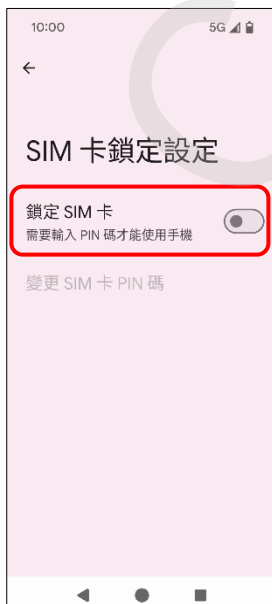 10:00 5G
SIM 卡鎖定設定
鎖定 SIM 卡
需要輸入 PIN 碼才能使用手機
變更 SIM 卡 PIN 碼